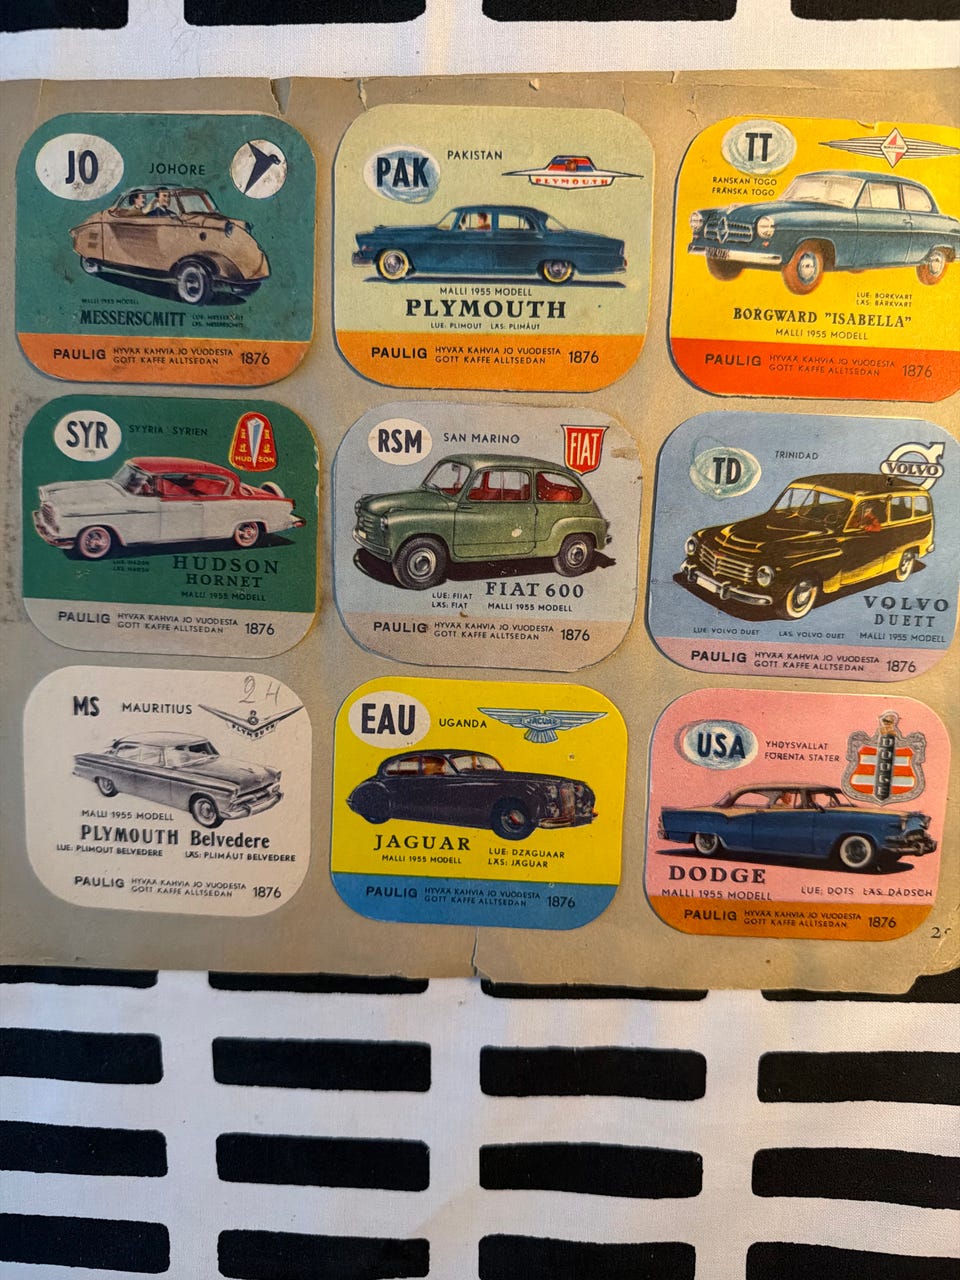 JO
JOHORE
MALLI 1955 MODELL
MESSERSCMITT
PAULIG
HYVÄÄ KAHVIA JO VUODESTA
GOTT KAFFE ALLTSEDAN
1876
PAK
PAKISTAN
PLYMOUTH
MALLI 1955 MODELL
PLYMOUTH
LUE: PLIMOUT LÄS: PLIMÄUT
PAULIG
HYVÄÄ KAHVIA JO VUODESTA
GOTT KAFFE ALLTSEDAN
1876
TT
RANSKAN TOGO
FRANSKA TOGO
LUE: BORKVART
LÄS: BÄRKVART
BORGWARD "ISABELLA"
MALLI 1955 MODELL
PAULIG
HYVÄÄ KAHVIA JO VUODESTA
GOTT KAFFE ALLTSEDAN
1876
SYR
SYYRIA SYRIEN
HUDSON
HUDSON
HORNET
MALLI 1955 MODELL
PAULIG
HYVÄÄ KAHVIA JO VUODESTA
GOTT KAFFE ALLTSEDAN
1876
RSM
SAN MARINO
FIAT
LUE: FIIAT
LÄS: FIAT
FIAT 600
MALLI 1955 MODELL
PAULIG
HYVÄÄ KAHVIA JO VUODESTA
GOTT KAFFE ALLTSEDAN
1876
TD
TRINIDAD
VOLVO
VOLVO
DUETT
LUE VOLVO DUET LÄS VOLVO DUET MALLI 1955 MODELL
PAULIG
HYVÄÄ KAHVIA JO VUODESTA
GOTT KAFFE ALLTSEDAN
1876
MS
MAURITIUS
24
PLYMOUTH
MALLI 1955 MODELL
PLYMOUTH Belvedere
LUE: PLIMOUT BELVEDERE LÄS: PLIMÄUT BELVEDERE
PAULIG
HYVÄÄ KAHVIA JO VUODESTA
GOTT KAFFE ALLTSEDAN
1876
EAU
UGANDA
JAGUAR
JAGUAR
MALLI 1955 MODELL
LUE: DZÄGUAAR
LÄS: JAGUAR
PAULIG
HYVÄÄ KAHVIA JO VUODESTA
GOTT KAFFE ALLTSEDAN
1876
USA
YHDYSVALLAT
FÖRENTA STATER
DODGE
DODGE
MALLI 1955 MODELL
LUE: DOTS LÄS DÅDSCH
PAULIG
HYVÄÄ KAHVIA JO VUODESTA
GOTT KAFFE ALLTSEDAN
1876